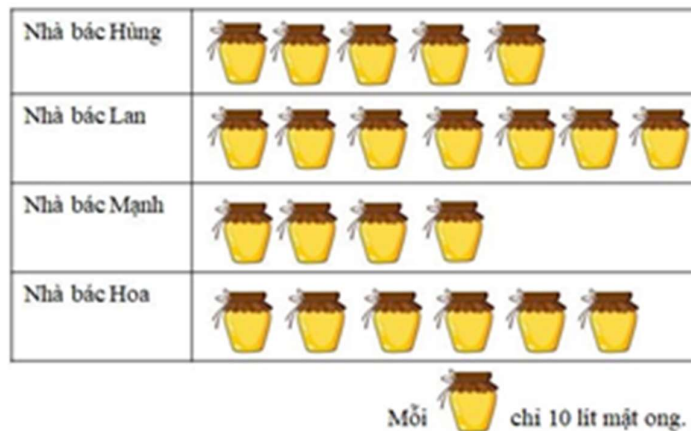 Nhà bác Hùng
Nhà bác Lan
Nhà bác Mạnh
Nhà bác Hoa
Mỗi chỉ 10 lít mật ong.